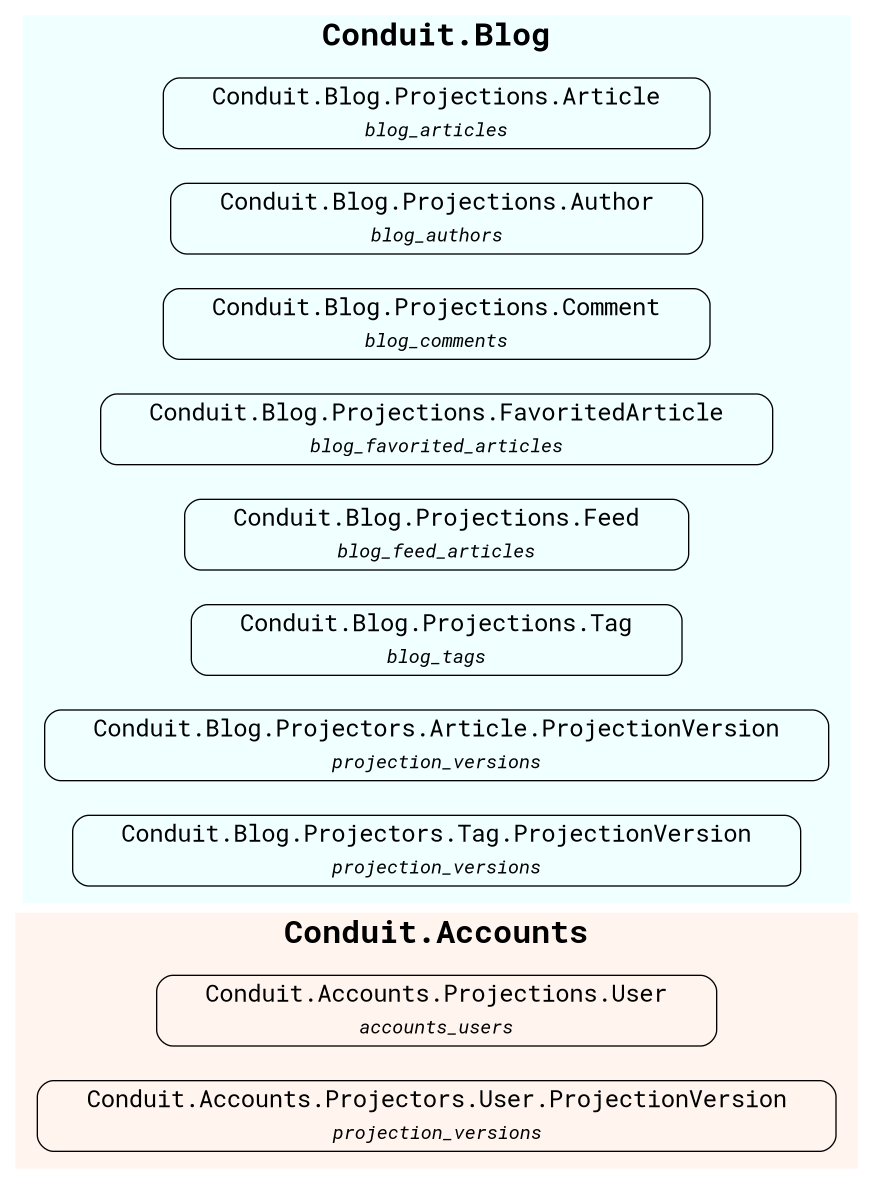 Conduit.Blog
Conduit.Blog.Projections.Article
blog_articles
Conduit.Blog.Projections.Author
blog_authors
Conduit.Blog.Projections.Comment
blog_comments
Conduit.Blog.Projections.FavoritedArticle
blog_favorited_articles
Conduit.Blog.Projections.Feed
blog_feed_articles
Conduit.Blog.Projections.Tag
blog_tags
Conduit.Blog.Projectors.Article.ProjectionVersion
projection_versions
Conduit.Blog.Projectors.Tag.ProjectionVersion
projection_versions
Conduit.Accounts
Conduit.Accounts.Projections.User
accounts_users
Conduit.Accounts.Projectors.User.ProjectionVersion
projection_versions